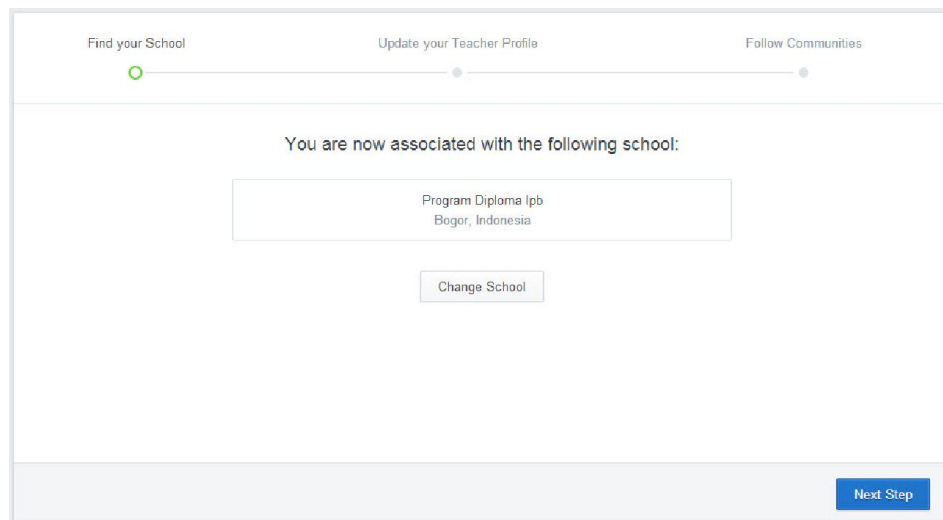 Find your School Update your Teacher Profile Follow Communities
You are now associated with the following school:
Program Diploma Ipb
Bogor, Indonesia
Change School
Next Step